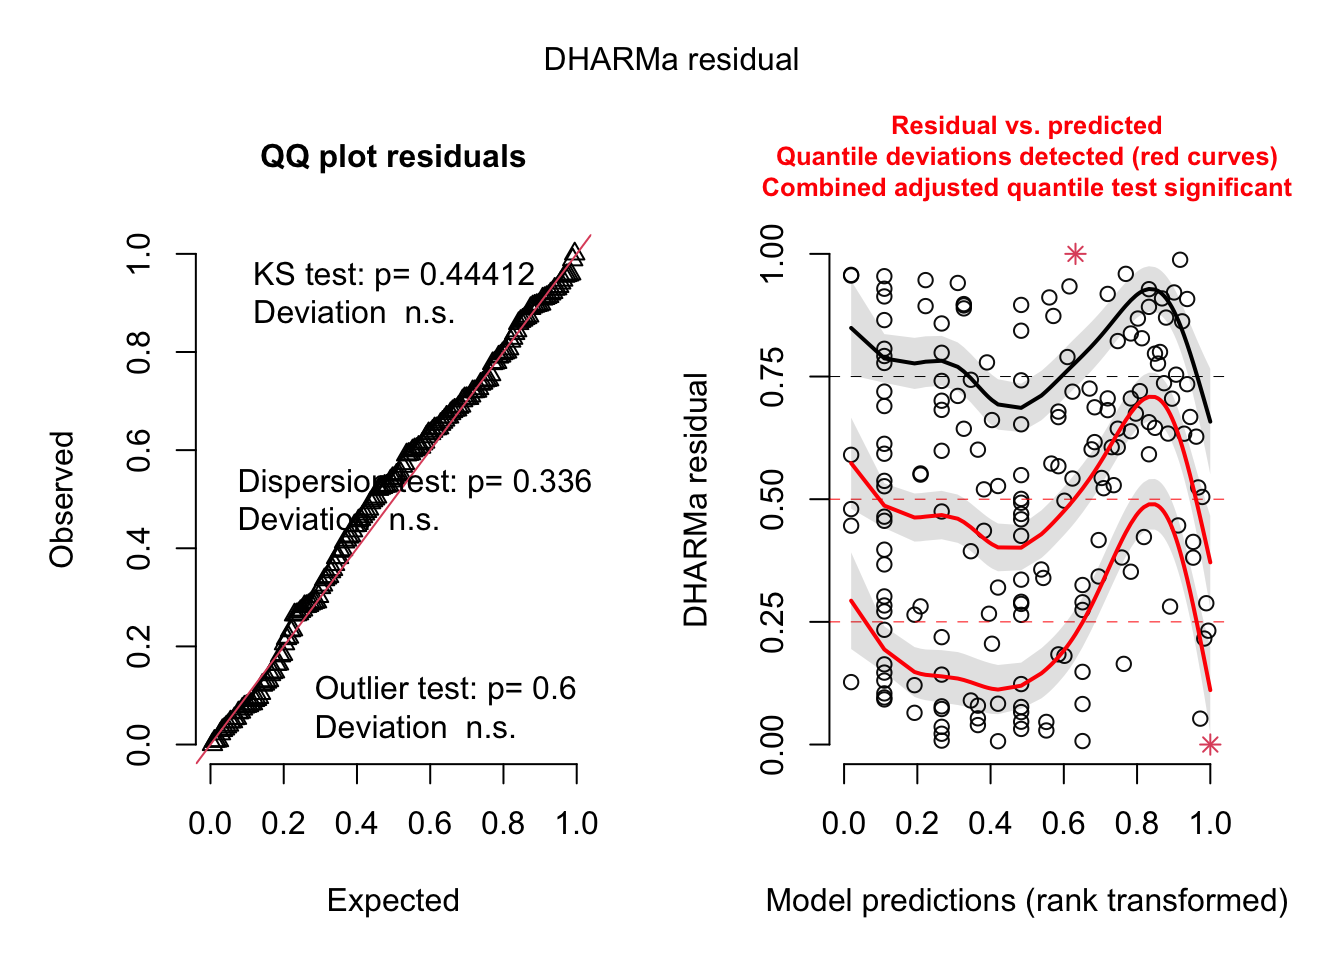 DHARMa residual
QQ plot residuals
KS test: p= 0.44412
Deviation  n.s.
Dispersion test: p= 0.336
Deviation  n.s.
Outlier test: p= 0.6
Deviation  n.s.
Observed
1.0
0.8
0.6
0.4
0.2
0.0
0.0 0.2 0.4 0.6 0.8 1.0
Expected
Residual vs. predicted
Quantile deviations detected (red curves)
Combined adjusted quantile test significant
DHARMa residual
1.00
0.75
0.50
0.25
0.00
0.0 0.2 0.4 0.6 0.8 1.0
Model predictions (rank transformed)